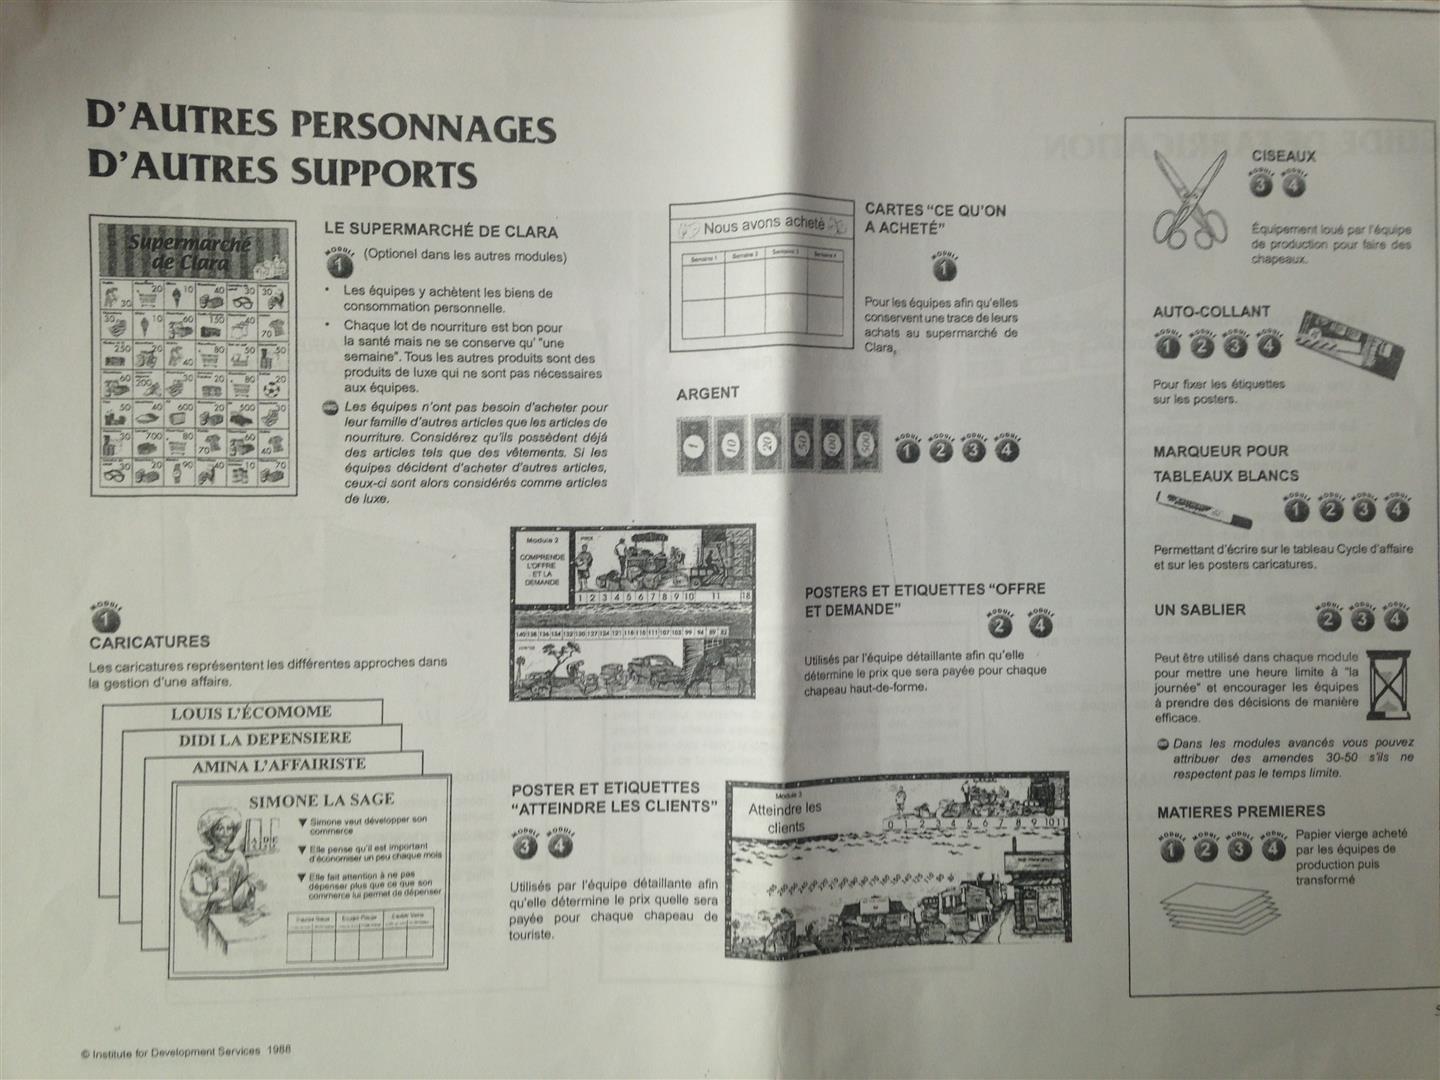 D'AUTRES PERSONNAGES
D'AUTRES SUPPORTS
Supermarché
de Clara
LE SUPERMARCHÉ DE CLARA
MODULE
1
(Optionel dans les autres modules)
• Les équipes y achètent les biens de
consommation personnelle.
• Chaque lot de nourriture est bon pour
la santé mais ne se conserve qu' "une
semaine". Tous les autres produits sont des
produits de luxe qui ne sont pas nécessaires
aux équipes.
Les équipes n'ont pas besoin d'acheter pour
leur famille d'autres articles que les articles de
nourriture. Considérez qu'ils possèdent déjà
des articles tels que des vêtements. Si les
équipes décident d'acheter d'autres articles,
ceux-ci sont alors considérés comme articles
de luxe.
MODULE
1
CARICATURES
Les caricatures représentent les différentes approches dans
la gestion d'une affaire.
LOUIS L'ÉCOMOME
DIDI LA DEPENSIERE
AMINA L'AFFAIRISTE
SIMONE LA SAGE
Simone veut développer son
commerce
Elle pense qu'il est important
d'économiser un peu chaque mois
Elle fait attention à ne pas
dépenser plus que ce que son
commerce lui permet de dépenser
Nous avons acheté
Semaine 1 Semaine 2 Semaine 3 Semaine 4
CARTES "CE QU'ON
A ACHETÉ"
MODULE
1
Pour les équipes afin qu'elles
conservent une trace de leurs
achats au supermarché de
Clara,
ARGENT
1 10 20 50 100 500
MODULE MODULE MODULE MODULE
1 2 3 4
Module 2
COMPRENDE
L'OFFRE
ET LA
DEMANDE
PRIX
1 2 3 4 5 6 7 8 9 10 11
POSTERS ET ETIQUETTES "OFFRE
ET DEMANDE"
MODULE MODULE
2 4
Utilisés par l'équipe détaillante afin qu'elle
détermine le prix que sera payée pour chaque
chapeau haut-de-forme.
POSTER ET ETIQUETTES
"ATTEINDRE LES CLIENTS"
MODULE MODULE
3 4
Utilisés par l'équipe détaillante afin
qu'elle détermine le prix quelle sera
payée pour chaque chapeau de
touriste.
Module 3
Atteindre les
clients
0 1 2 3 4 5 6 7 8 9 1011
CISEAUX
MODULE MODULE
3 4
Équipement loué par l'équipe
de production pour faire des
chapeaux.
AUTO-COLLANT
MODULE MODULE MODULE MODULE
1 2 3 4
Pour fixer les étiquettes
sur les posters.
MARQUEUR POUR
TABLEAUX BLANCS
MODULE MODULE MODULE MODULE
1 2 3 4
Permettant d'écrire sur le tableau Cycle d'affaire
et sur les posters caricatures.
UN SABLIER
MODULE MODULE MODULE
2 3 4
Peut être utilisé dans chaque module
pour mettre une heure limite à "la
journée" et encourager les équipes
à prendre des décisions de manière
efficace.
Dans les modules avancés vous pouvez
attribuer des amendes 30-50 s'ils ne
respectent pas le temps limite.
MATIERES PREMIERES
MODULE MODULE MODULE MODULE
1 2 3 4
Papier vierge acheté
par les équipes de
production puis
transformé
© Institute for Development Services 1988